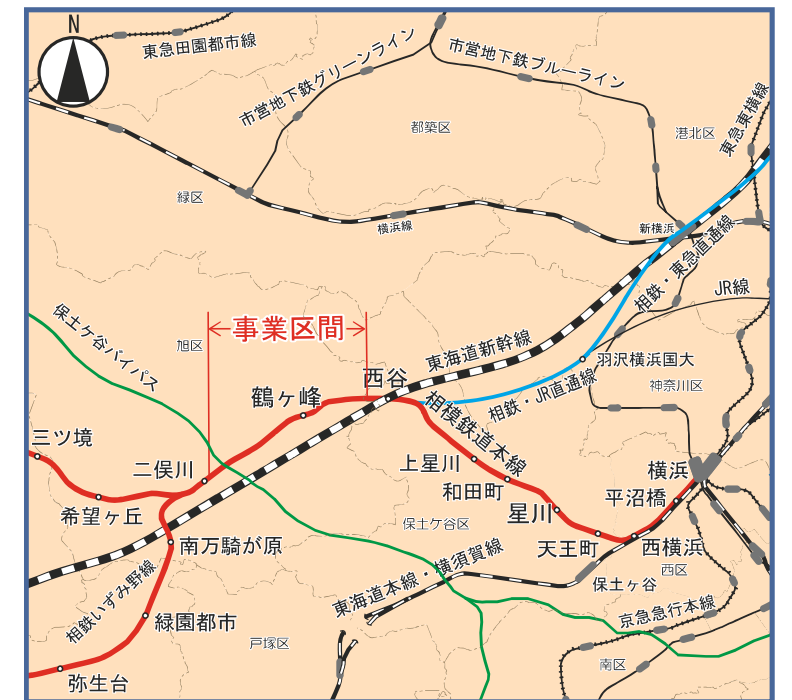 N
東急田園都市線
市営地下鉄グリーンライン
市営地下鉄ブルーライン
東急東横線
都築区
港北区
緑区
横浜線
新横浜
相鉄・東急直通線
JR線
保土ケ谷バイパス
旭区
事業区間
東海道新幹線
羽沢横浜国大
西谷
神奈川区
相鉄・JR直通線
鶴ヶ峰
相模鉄道本線
三ツ境
二俣川
上星川
横浜
和田町
平沼橋
希望ヶ丘
星川
保土ケ谷区
南万騎が原
天王町
西横浜
西区
東海道本線・横須賀線
保土ヶ谷
相鉄いずみ野線
緑園都市
京急急行本線
戸塚区
南区
弥生台